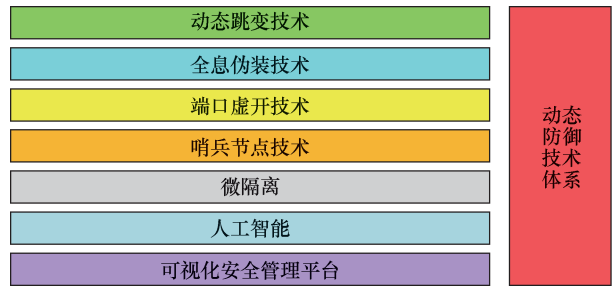 动态跳变技术
全息伪装技术
端口虚开技术
哨兵节点技术
微隔离
人工智能
可视化安全管理平台
动态
防御
技术
体系